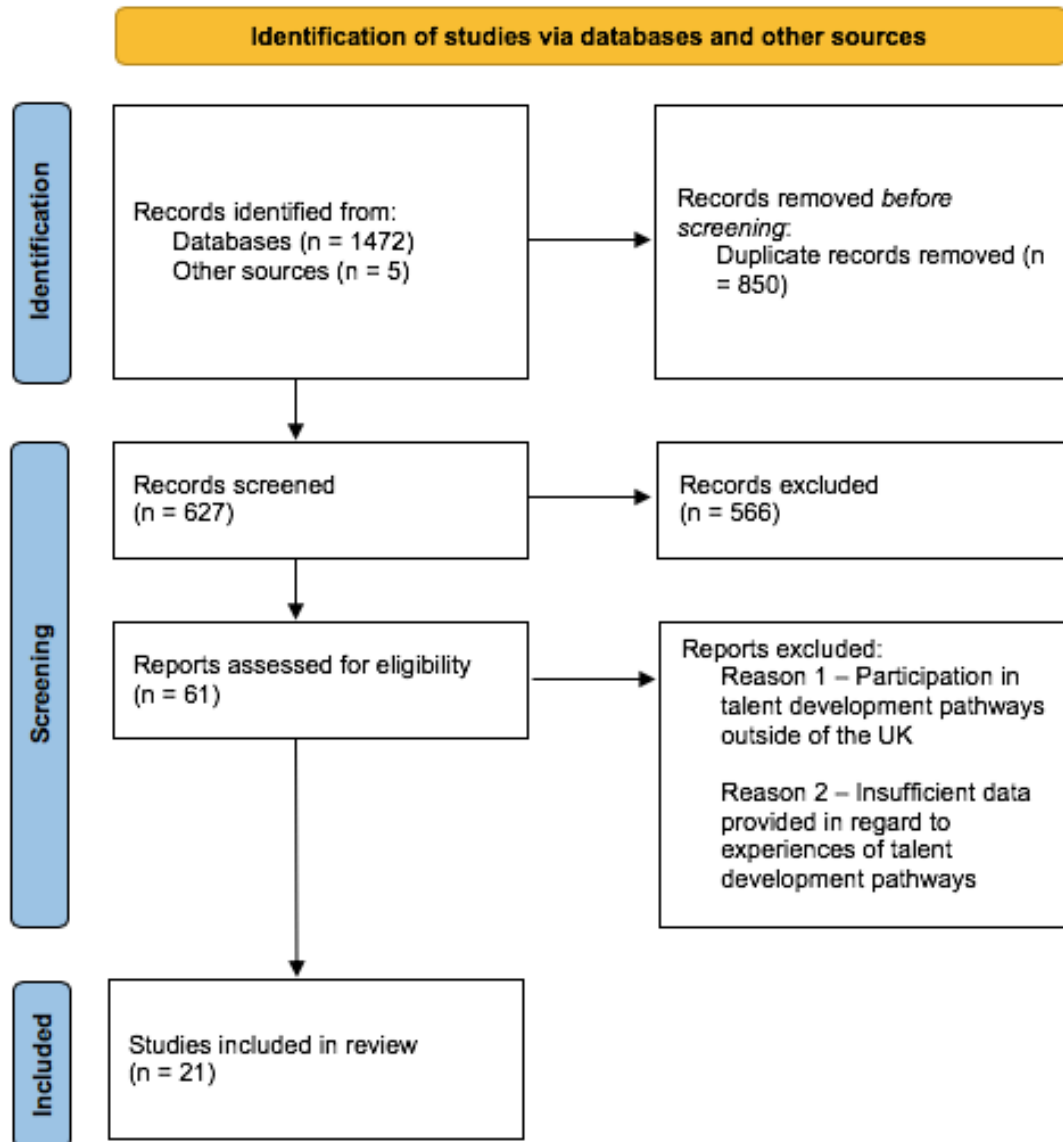 Identification of studies via databases and other sources
Identification
Records identified from:
Databases (n = 1472)
Other sources (n = 5)
Records removed before
screening:
Duplicate records removed (n
= 850)
Screening
Records screened
(n = 627)
Records excluded
(n = 566)
Reports assessed for eligibility
(n = 61)
Reports excluded:
Reason 1 – Participation in
talent development pathways
outside of the UK
Reason 2 – Insufficient data
provided in regard to
experiences of talent
development pathways
Included
Studies included in review
(n = 21)